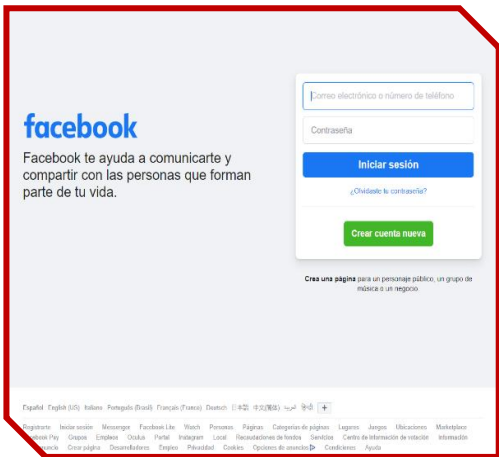 facebook
Facebook te ayuda a comunicarte y
compartir con las personas que forman
parte de tu vida.
Correo electrónico o número de teléfono
Contraseña
Iniciar sesión
¿Olvidaste tu contraseña?
Crear cuenta nueva
Crea una página para un personaje público, un grupo de
música o un negocio.
Español English (US) Italiano Português (Brasil) Français (France) Deutsch 日本語 中文(简体) العربية हिन्दी +
Registrarte Iniciar sesión Messenger Facebook Lite Watch Personas Páginas Categorías de páginas Lugares Juegos Ubicaciones Marketplace
Pay Grupos Empleos Oculus Portal Instagram Local Recaudaciones de fondos Servicios Centro de información de votación Información
Crear página Desarrolladores Empleo Privacidad Cookies Opciones de anuncios Condiciones Ayuda